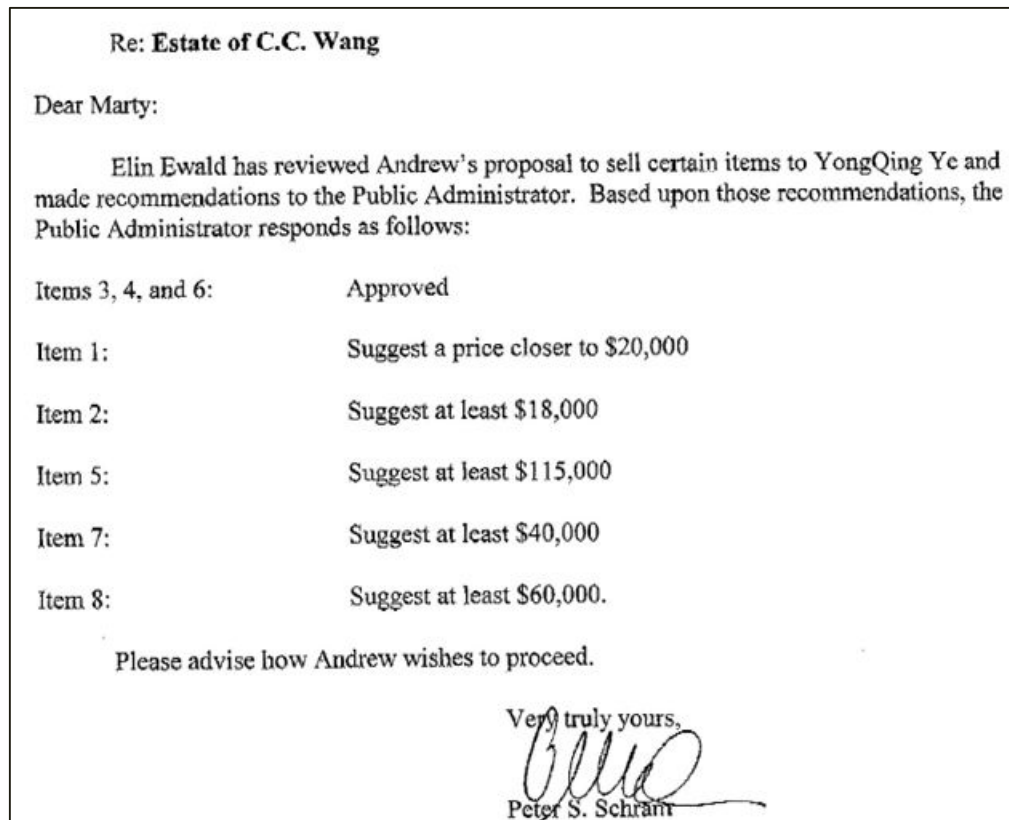 Re: Estate of C.C. Wang
Dear Marty:
Elin Ewald has reviewed Andrew's proposal to sell certain items to YongQing Ye and
made recommendations to the Public Administrator. Based upon those recommendations, the
Public Administrator responds as follows:
Items 3, 4, and 6: Approved
Item 1: Suggest a price closer to $20,000
Item 2: Suggest at least $18,000
Item 5: Suggest at least $115,000
Item 7: Suggest at least $40,000
Item 8: Suggest at least $60,000.
Please advise how Andrew wishes to proceed.
Very truly yours,
Peter S. Schram